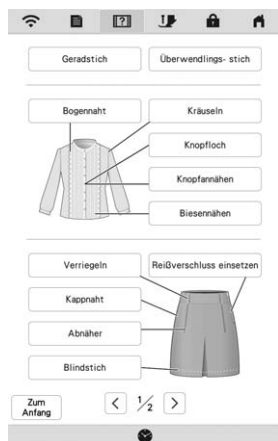 Geradstich
Überwendlings- stich
Bogennaht
Kräuseln
Knopfloch
Knopfannähen
Biesennähen
Verriegeln
Reißverschluss einsetzen
Kappnaht
Abnäher
Blindstich
Zum
Anfang
1/2